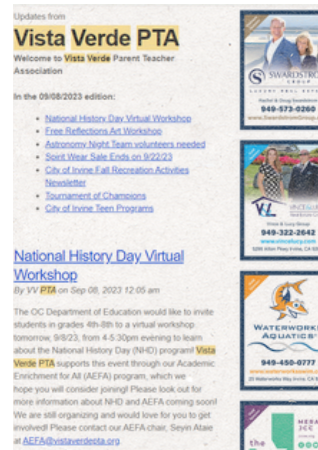 Updates from
Vista Verde PTA
Welcome to Vista Verde Parent Teacher
Association
In the 09/08/2023 edition:
National History Day Virtual Workshop
Free Reflections Art Workshop
Astronomy Night Team volunteers needed
Spirit Wear Sale Ends on 9/22/23
City of Irvine Fall Recreation Activities
Newsletter
Tournament of Champions
City of Irvine Teen Programs
National History Day Virtual
Workshop
By VV PTA on Sep 08, 2023 12:05 am
The OC Department of Education would like to invite
students in grades 4th-8th to a virtual workshop
tomorrow, 9/8/23, from 4-5:30pm evening to learn
about the National History Day (NHD) program! Vista
Verde PTA supports this event through our Academic
Enrichment for All (AEFA) program, which we
hope you will consider joining! Please look out for
more information about NHD and AEFA coming soon!
We are still organizing and would love for you to get
involved! Please contact our AEFA chair, Seyin Ataie
at AEFA@vistaverdepta.org.
SWARDSTROM
GROUP
949-573-0260
www.SwardstromGroup.
949-322-2642
www.vincelucy.com
WATERWORKS
AQUATICS
949-450-0777
the